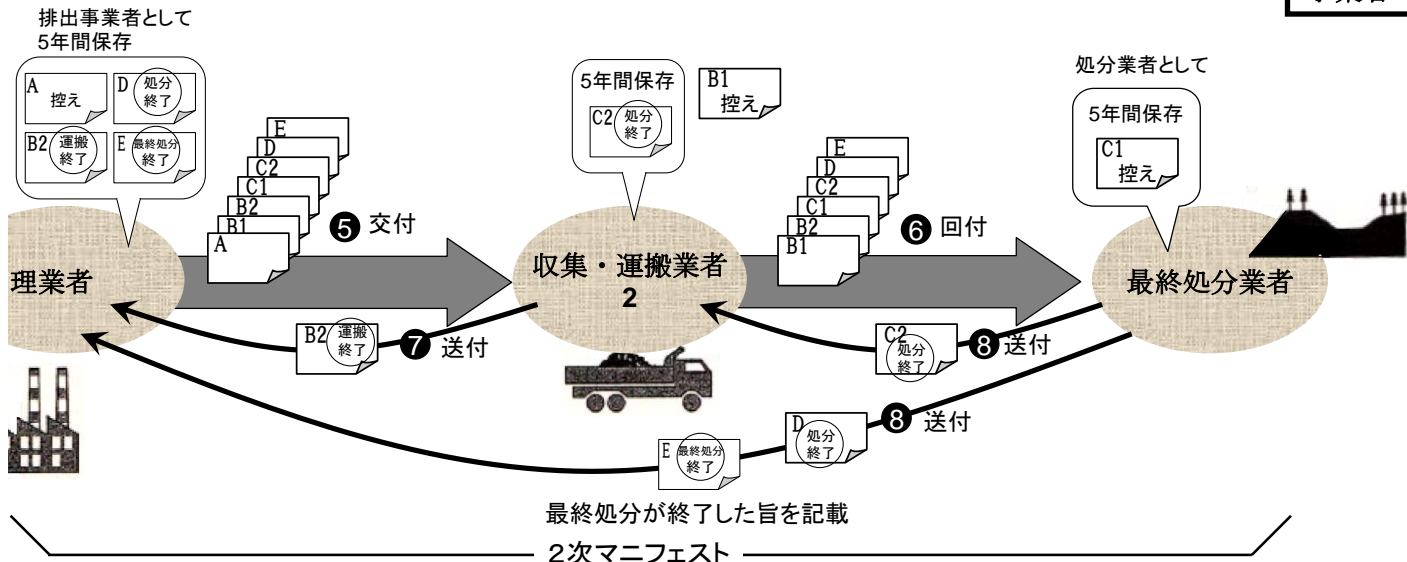 排出事業者として
5年間保存
A 控え
D 処分
終了
B2 運搬
終了
E 最終処分
終了
E
D
C2
C1
B2
B1
A
❺ 交付
5年間保存
C2 処分
終了
B1
控え
E
D
C2
C1
B2
B1
❻ 回付
処分業者として
5年間保存
C1
控え
理業者
収集・運搬業者
2
最終処分業者
B2 運搬
終了
❼ 送付
C2 処分
終了
❽ 送付
D 処分
終了
❽ 送付
E 最終処分
終了
最終処分が終了した旨を記載
2次マニフェスト